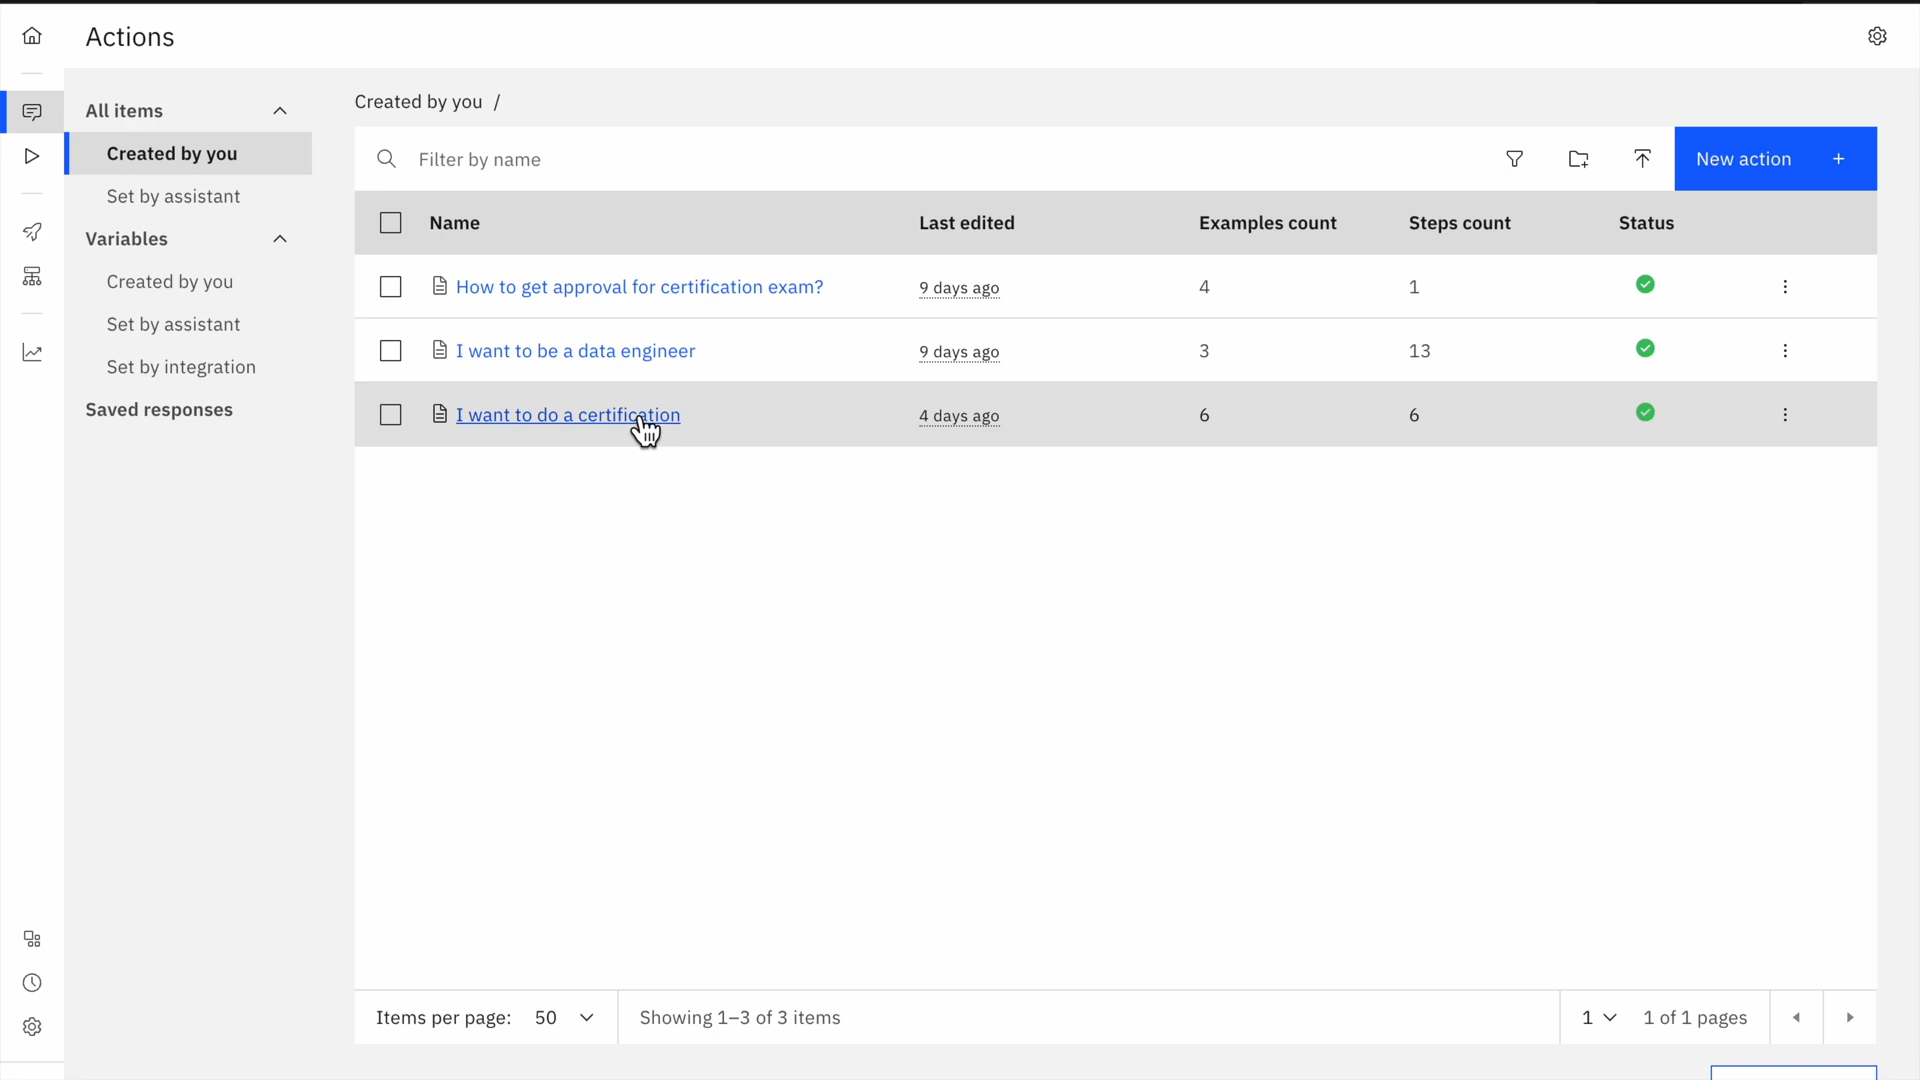 Actions
All items
Created by you
Set by assistant
Variables
Created by you
Set by assistant
Set by integration
Saved responses
Created by you /
Filter by name
New action +
Name Last edited Examples count Steps count Status
How to get approval for certification exam? 9 days ago 4 1
I want to be a data engineer 9 days ago 3 13
I want to do a certification 4 days ago 6 6
Items per page: 50 Showing 1–3 of 3 items 1 1 of 1 pages